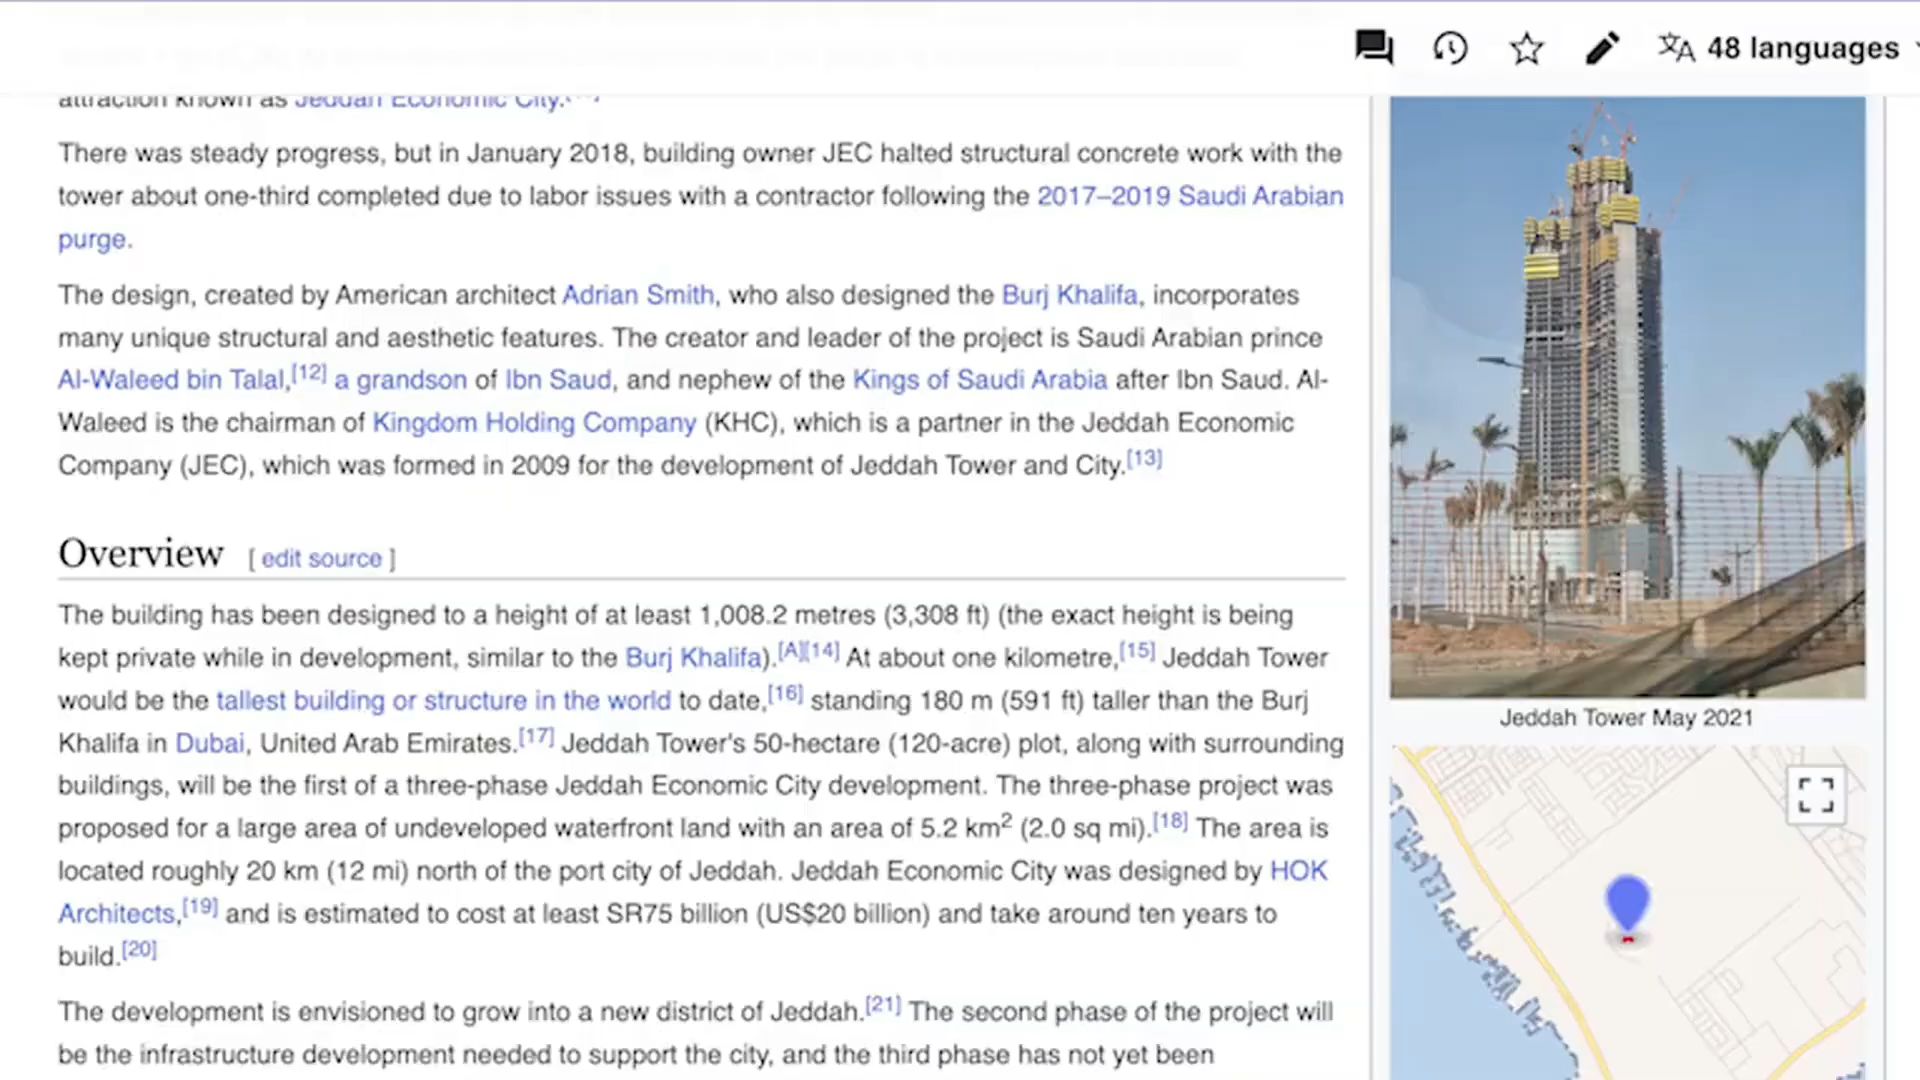 48 languages
attraction known as Jeddah Economic City.
There was steady progress, but in January 2018, building owner JEC halted structural concrete work with the
tower about one-third completed due to labor issues with a contractor following the 2017–2019 Saudi Arabian
purge.
The design, created by American architect Adrian Smith, who also designed the Burj Khalifa, incorporates
many unique structural and aesthetic features. The creator and leader of the project is Saudi Arabian prince
Al-Waleed bin Talal,[12] a grandson of Ibn Saud, and nephew of the Kings of Saudi Arabia after Ibn Saud. Al-
Waleed is the chairman of Kingdom Holding Company (KHC), which is a partner in the Jeddah Economic
Company (JEC), which was formed in 2009 for the development of Jeddah Tower and City.[13]
Overview [ edit source ]
The building has been designed to a height of at least 1,008.2 metres (3,308 ft) (the exact height is being
kept private while in development, similar to the Burj Khalifa).[A][14] At about one kilometre,[15] Jeddah Tower
would be the tallest building or structure in the world to date,[16] standing 180 m (591 ft) taller than the Burj
Khalifa in Dubai, United Arab Emirates.[17] Jeddah Tower's 50-hectare (120-acre) plot, along with surrounding
buildings, will be the first of a three-phase Jeddah Economic City development. The three-phase project was
proposed for a large area of undeveloped waterfront land with an area of 5.2 km² (2.0 sq mi).[18] The area is
located roughly 20 km (12 mi) north of the port city of Jeddah. Jeddah Economic City was designed by HOK
Architects,[19] and is estimated to cost at least SR75 billion (US$20 billion) and take around ten years to
build.[20]
The development is envisioned to grow into a new district of Jeddah.[21] The second phase of the project will
be the infrastructure development needed to support the city, and the third phase has not yet been
Jeddah Tower May 2021